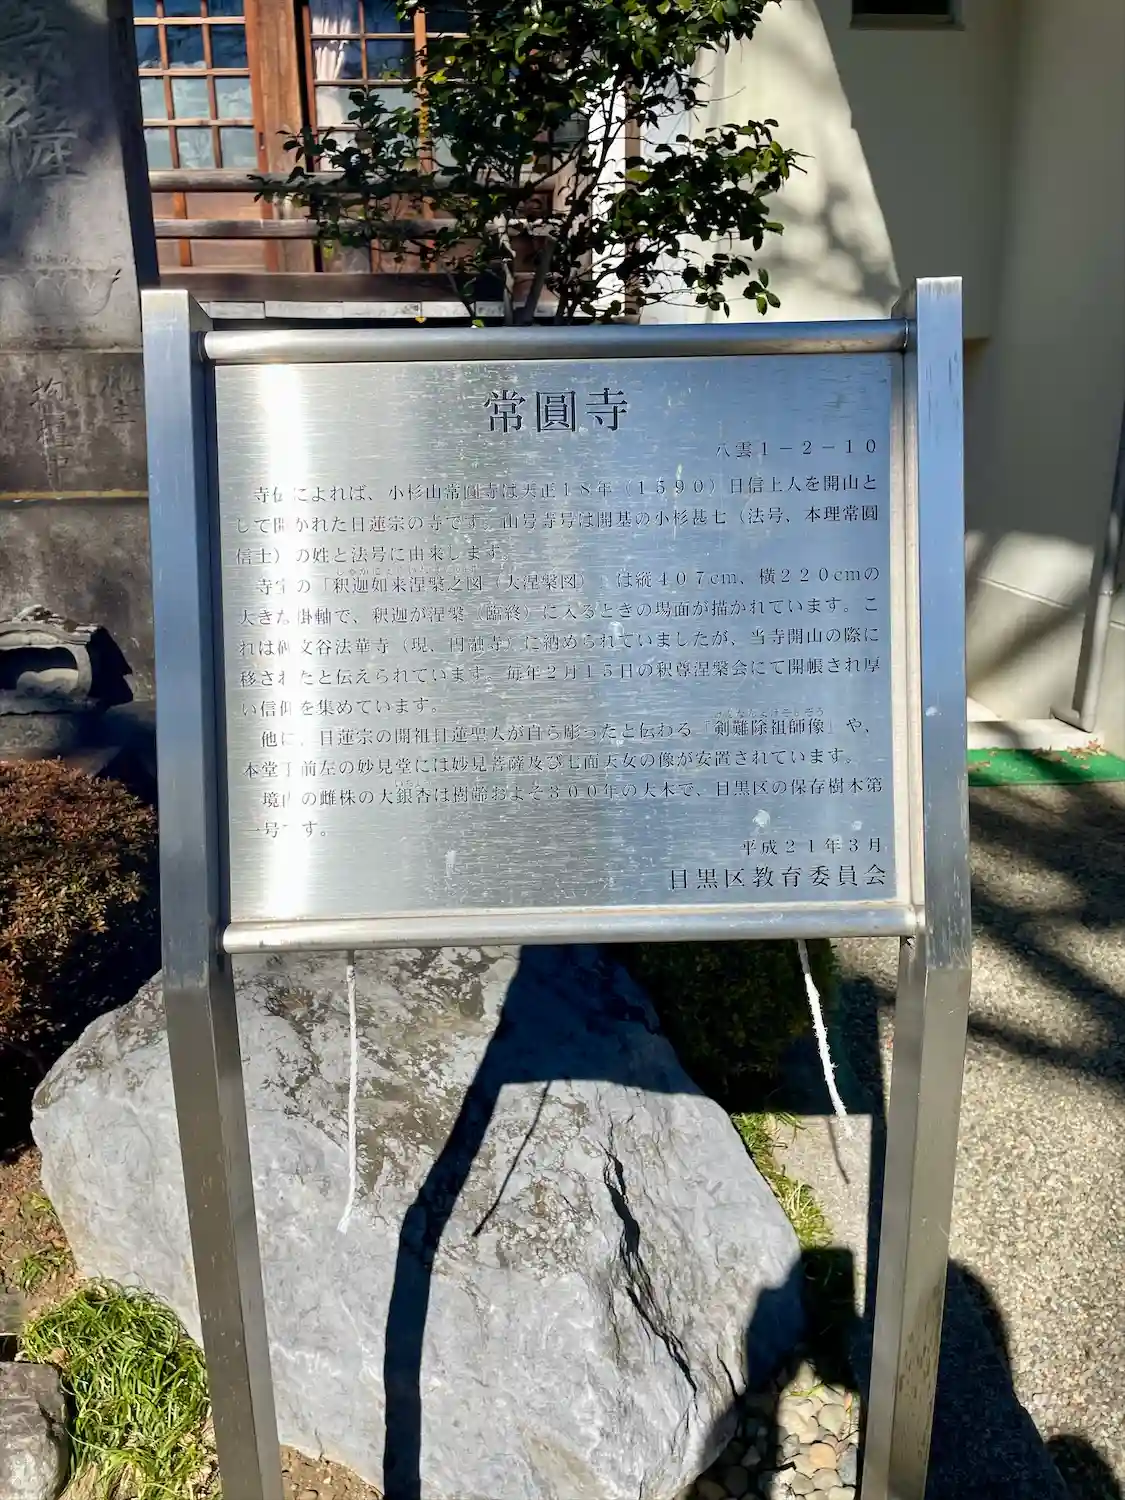 常圓寺
八雲1-2-10
寺伝によれば、小杉山常圓寺は天正18年（1590）日信上人を開山と
して開かれた日蓮宗の寺です。山号寺号は開基の小杉甚七（法号、本理常圓
信士）の姓と法号に由来します。
寺宝の「釈迦如来涅槃之図（大涅槃図）」は縦407cm、横220cmの
大きな掛軸で、釈迦が涅槃（臨終）に入るときの場面が描かれています。こ
れは碑文谷法華寺（現、円融寺）に納められていましたが、当寺開山の際に
移されたと伝えられています。毎年2月15日の釈尊涅槃会にて開帳され厚
い信仰を集めています。
他に、日蓮宗の開祖日蓮聖人が自ら彫ったと伝わる「剣難除祖師像」や、
本堂手前左の妙見堂には妙見菩薩及び七面天女の像が安置されています。
境内の雌株の大銀杏は樹齢およそ300年の大木で、目黒区の保存樹木第
一号です。
平成21年3月
目黒区教育委員会